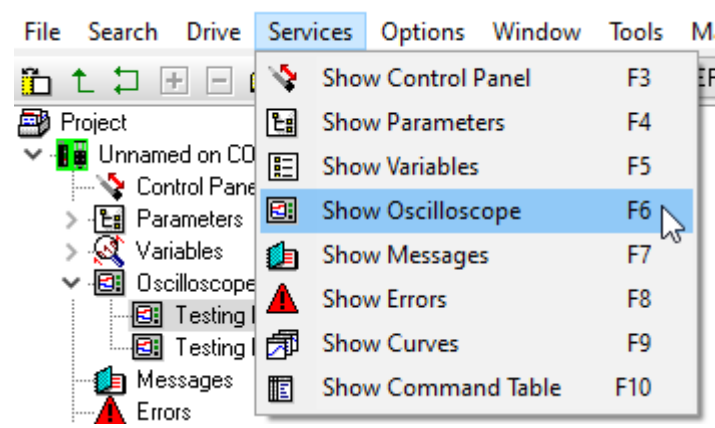 File Search Drive Services Options Window Tools
Show Control Panel F3
Project
Show Parameters F4
Unnamed on CO
Show Variables F5
Control Pane
Show Oscilloscope F6
Parameters
Variables
Show Messages F7
Oscilloscope
Show Errors F8
Testing
Show Curves F9
Testing
Messages
Show Command Table F10
Errors